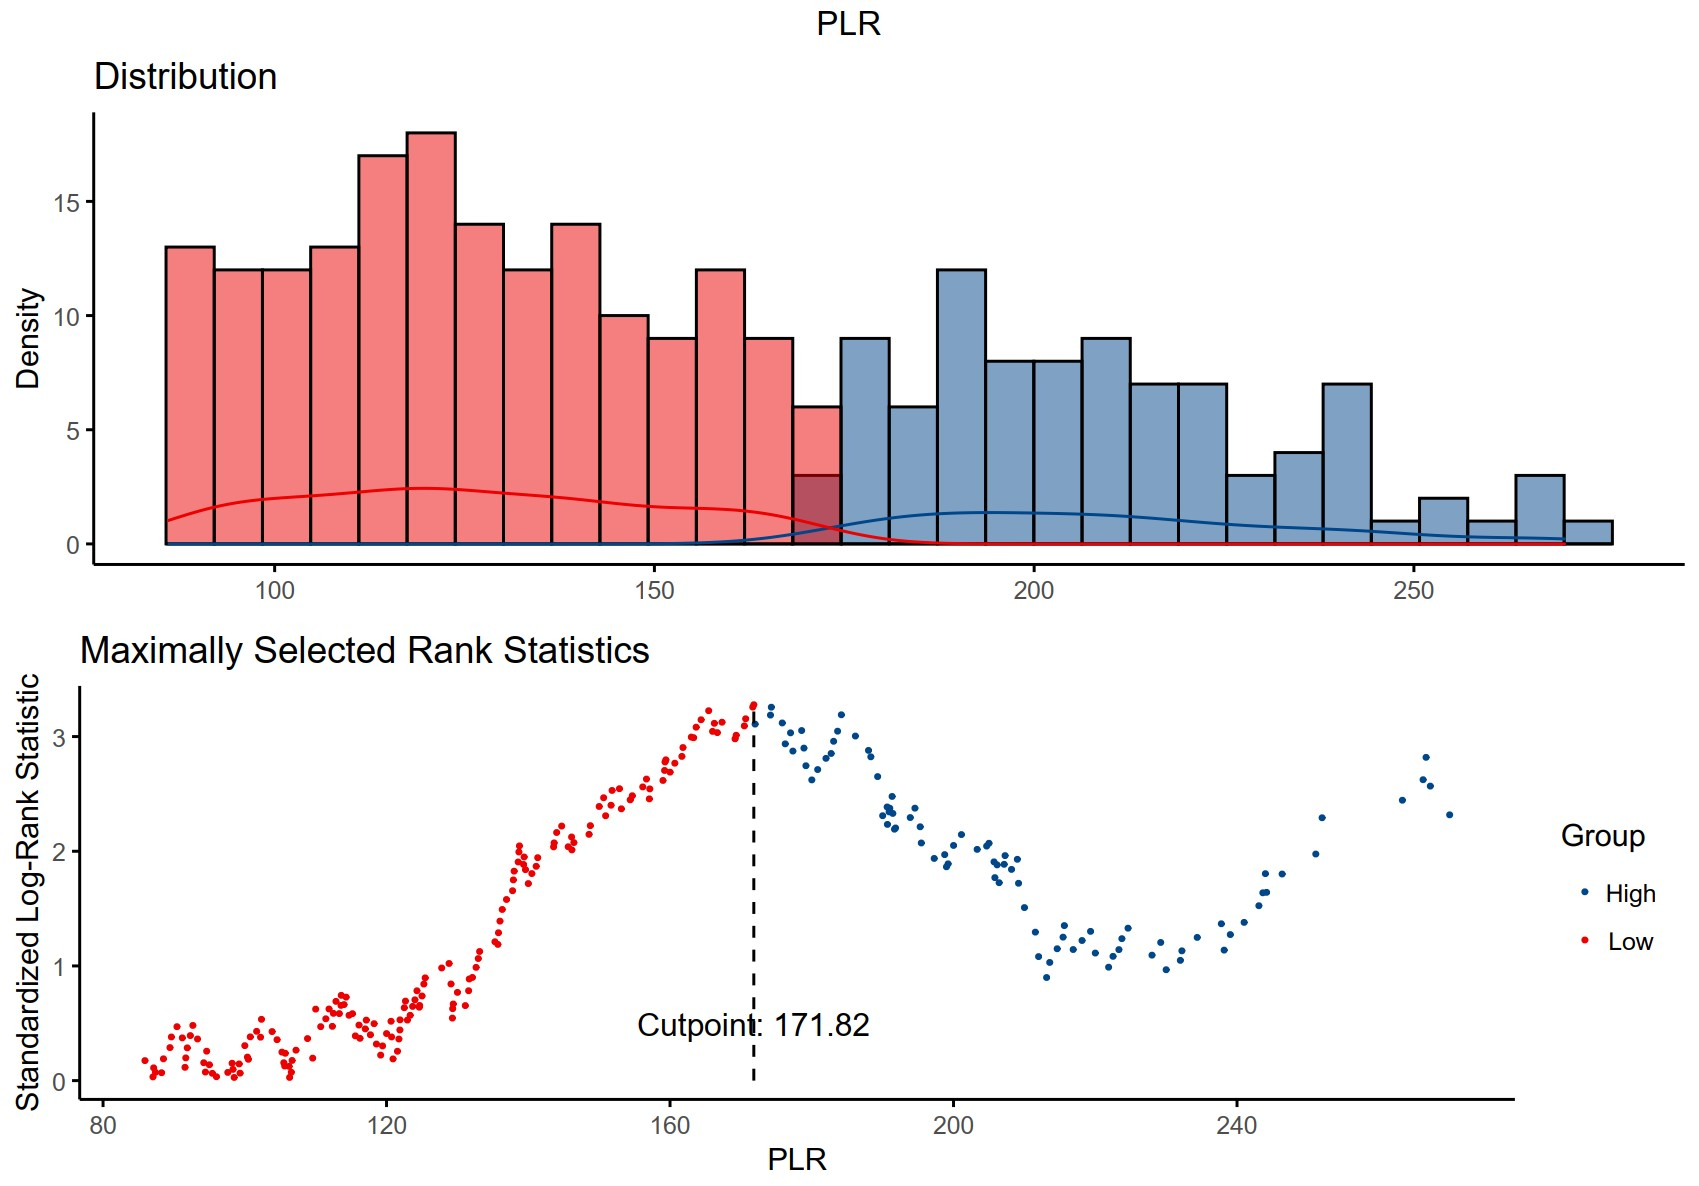 PLR
Distribution
Density
15
10
5
0
100 150 200 250
Maximally Selected Rank Statistics
Standardized Log-Rank Statistic
3
2
1
0
Cutpoint: 171.82
80 120 160 200 240
PLR
Group
High
Low